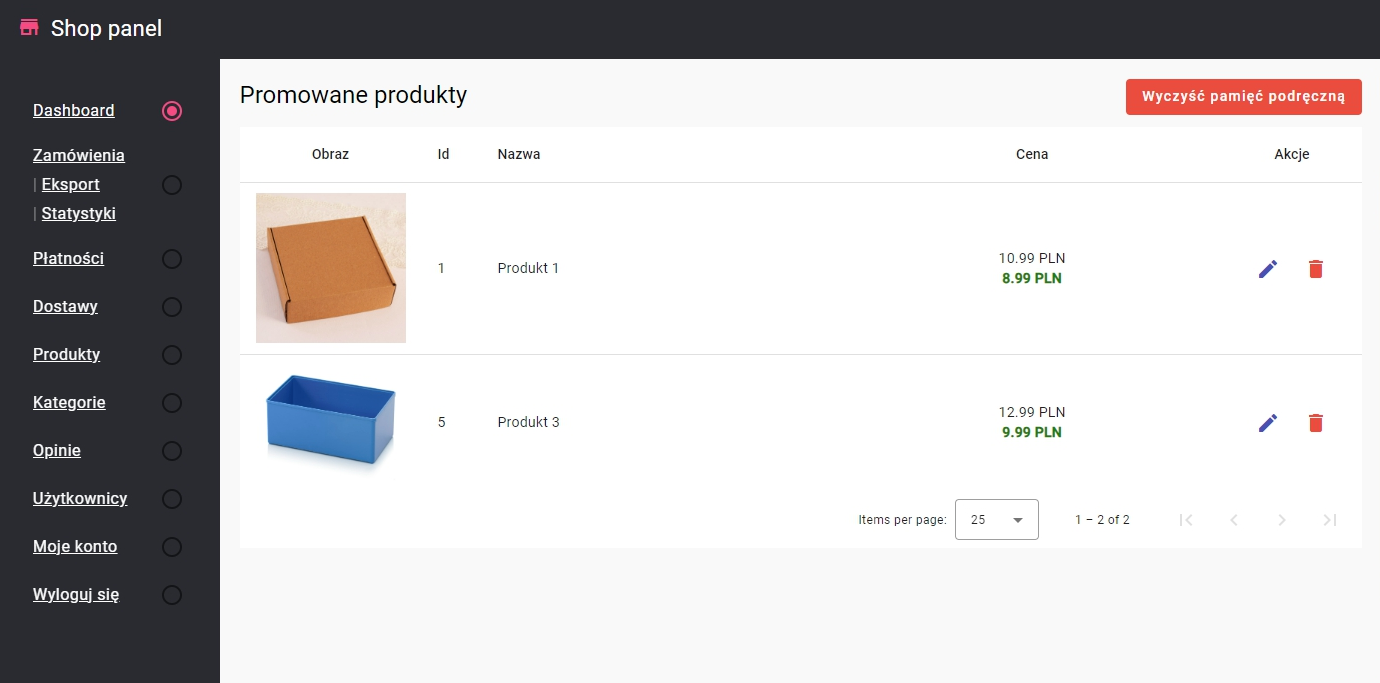 Shop panel
Dashboard
Zamówienia
| Eksport
| Statystyki
Płatności
Dostawy
Produkty
Kategorie
Opinie
Użytkownicy
Moje konto
Wyloguj się
Promowane produkty
Wyczyść pamięć podręczną
Obraz Id Nazwa Cena Akcje
1 Produkt 1 10.99 PLN
8.99 PLN
5 Produkt 3 12.99 PLN
9.99 PLN
Items per page: 25 1 – 2 of 2